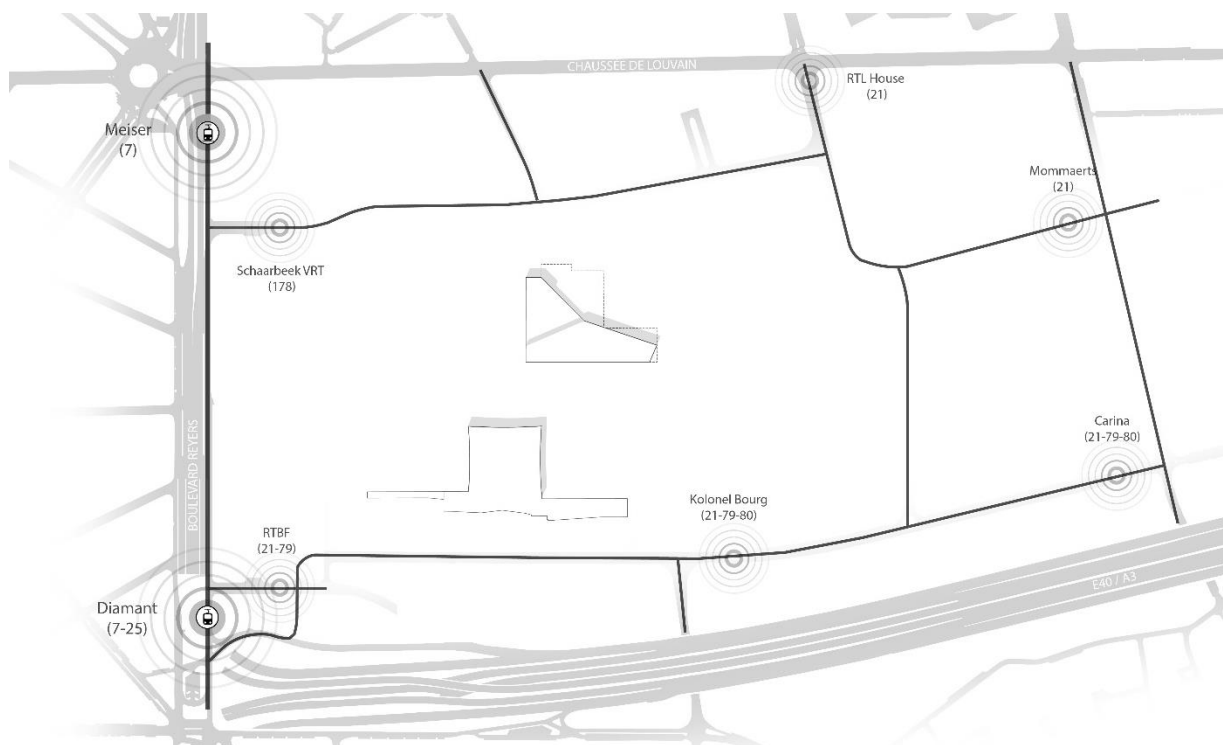 CHAUSSÉE DE LOUVAIN
RTL House
(21)
Meiser
(7)
Mommaerts
(21)
Schaarbeek VRT
(178)
BOULEVARD REYERS
Carina
(21-79-80)
Kolonel Bourg
(21-79-80)
RTBF
(21-79)
E40 / A3
Diamant
(7-25)